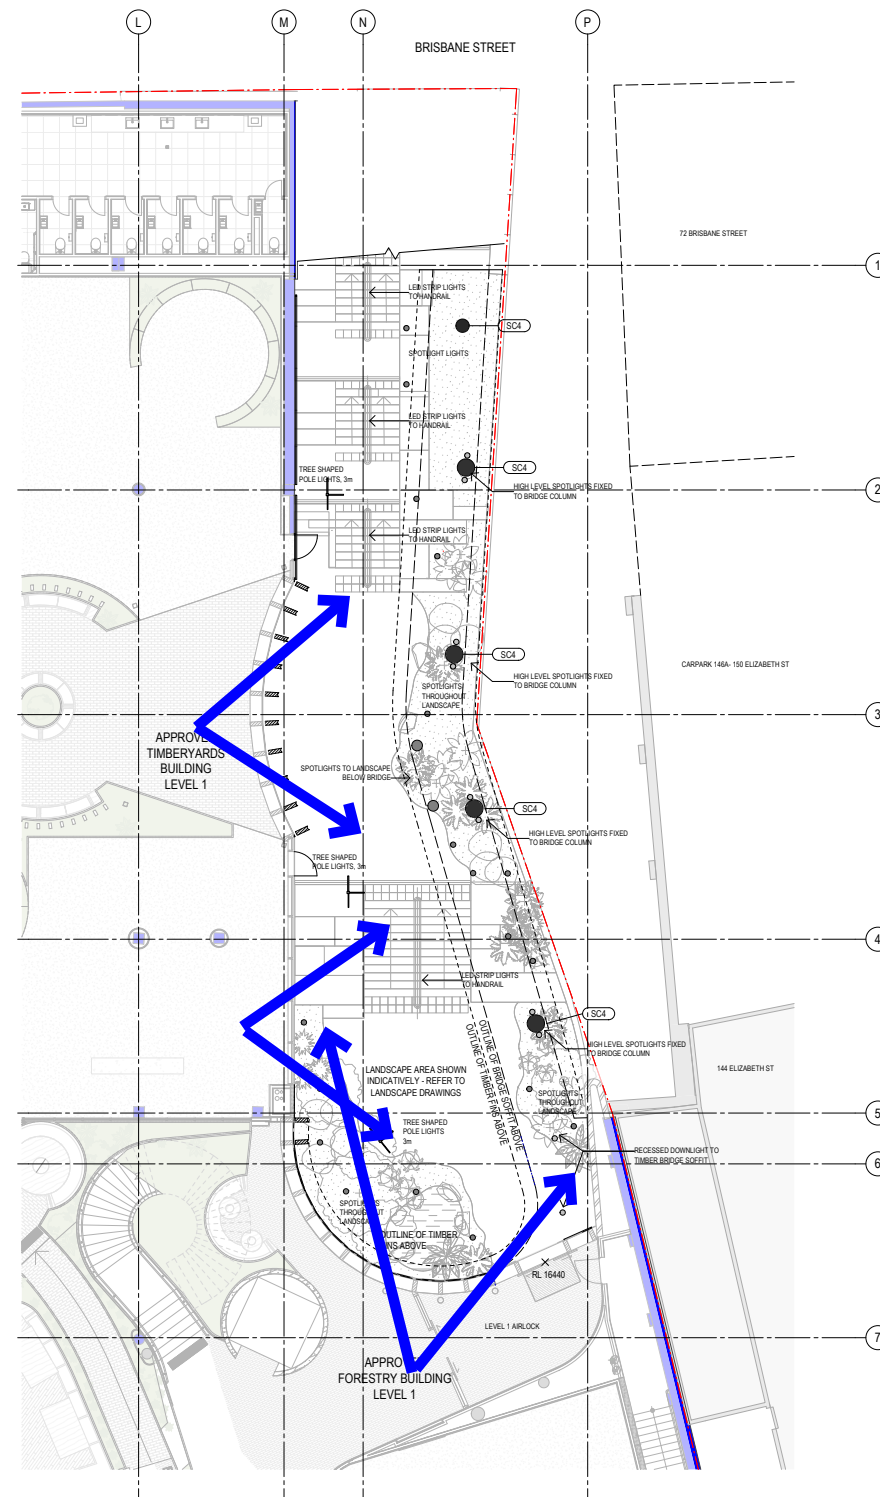 L
M
N
P
BRISBANE STREET
72 BRISBANE STREET
1
LED STRIP LIGHTS
TO HANDRAIL
SC4
SPOTLIGHT LIGHTS
LED STRIP LIGHTS
TO HANDRAIL
TREE SHAPED
POLE LIGHTS, 3m
SC4
HIGH LEVEL SPOTLIGHTS FIXED
TO BRIDGE COLUMN
2
LED STRIP LIGHTS
TO HANDRAIL
SC4
CARPARK 146A- 150 ELIZABETH ST
HIGH LEVEL SPOTLIGHTS FIXED
TO BRIDGE COLUMN
SPOTLIGHTS
THROUGHOUT
LANDSCAPE
3
APPROVED
TIMBERYARDS
BUILDING
LEVEL 1
SPOTLIGHTS TO LANDSCAPE
BELOW BRIDGE
SC4
HIGH LEVEL SPOTLIGHTS FIXED
TO BRIDGE COLUMN
TREE SHAPED
POLE LIGHTS, 3m
4
LED STRIP LIGHTS
TO HANDRAIL
SC4
HIGH LEVEL SPOTLIGHTS FIXED
TO BRIDGE COLUMN
OUTLINE OF BRIDGE SOFFIT ABOVE
OUTLINE OF TIMBER FINS ABOVE
LANDSCAPE AREA SHOWN
INDICATIVELY - REFER TO
LANDSCAPE DRAWINGS
144 ELIZABETH ST
SPOTLIGHTS
THROUGHOUT
LANDSCAPE
5
TREE SHAPED
POLE LIGHTS
3m
RECESSED DOWNLIGHT TO
TIMBER BRIDGE SOFFIT
6
SPOTLIGHTS
THROUGHOUT
LANDSCAPE
OUTLINE OF TIMBER
FINS ABOVE
RL 16440
LEVEL 1 AIRLOCK
7
APPROVED
FORESTRY BUILDING
LEVEL 1